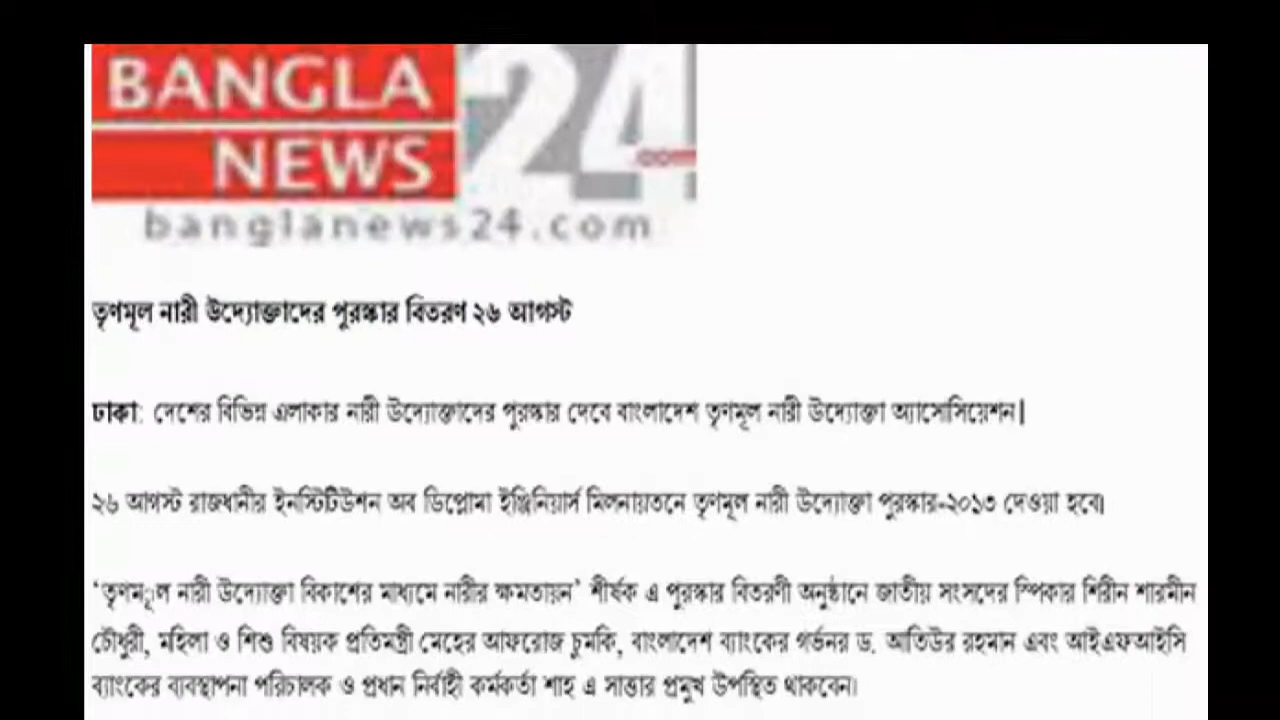 BANGLA
NEWS
24
.com
banglanews24.com
তৃণমূল নারী উদ্যোক্তাদের পুরস্কার বিতরণ ২৬ আগস্ট
ঢাকা: দেশের বিভিন্ন এলাকার নারী উদ্যোক্তাদের পুরস্কার দেবে বাংলাদেশ তৃণমূল নারী উদ্যোক্তা অ্যাসোসিয়েশন।
২৬ আগস্ট রাজধানীর ইনস্টিটিউশন অব ডিপ্লোমা ইঞ্জিনিয়ার্স মিলনায়তনে তৃণমূল নারী উদ্যোক্তা পুরস্কার-২০১৩ দেওয়া হবে।
‘তৃণমূল নারী উদ্যোক্তা বিকাশের মাধ্যমে নারীর ক্ষমতায়ন’ শীর্ষক এ পুরস্কার বিতরণী অনুষ্ঠানে জাতীয় সংসদের স্পিকার শিরীন শারমীন
চৌধুরী, মহিলা ও শিশু বিষয়ক প্রতিমন্ত্রী মেহের আফরোজ চুমকি, বাংলাদেশ ব্যাংকের গর্ভনর ড. আতিউর রহমান এবং আইএফআইসি
ব্যাংকের ব্যবস্থাপনা পরিচালক ও প্রধান নির্বাহী কর্মকর্তা শাহ এ সাত্তার প্রমুখ উপস্থিত থাকবেন।